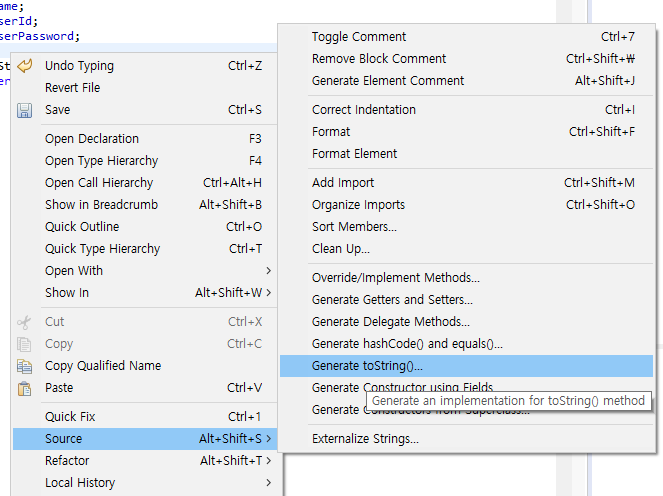 ame;
serId;
serPassword;
St
er
Undo Typing Ctrl+Z
Revert File
Save Ctrl+S
Open Declaration F3
Open Type Hierarchy F4
Open Call Hierarchy Ctrl+Alt+H
Show in Breadcrumb Alt+Shift+B
Quick Outline Ctrl+O
Quick Type Hierarchy Ctrl+T
Open With >
Show In Alt+Shift+W >
Cut Ctrl+X
Copy Ctrl+C
Copy Qualified Name
Paste Ctrl+V
Quick Fix Ctrl+1
Source Alt+Shift+S >
Refactor Alt+Shift+T >
Local History >
Toggle Comment Ctrl+7
Remove Block Comment Ctrl+Shift+₩
Generate Element Comment Alt+Shift+J
Correct Indentation Ctrl+I
Format Ctrl+Shift+F
Format Element
Add Import Ctrl+Shift+M
Organize Imports Ctrl+Shift+O
Sort Members...
Clean Up...
Override/Implement Methods...
Generate Getters and Setters...
Generate Delegate Methods...
Generate hashCode() and equals()...
Generate toString()...
Generate Constructor using Fields
Generate an implementation for toString() method
Generate Constructors from Superclass...
Externalize Strings...